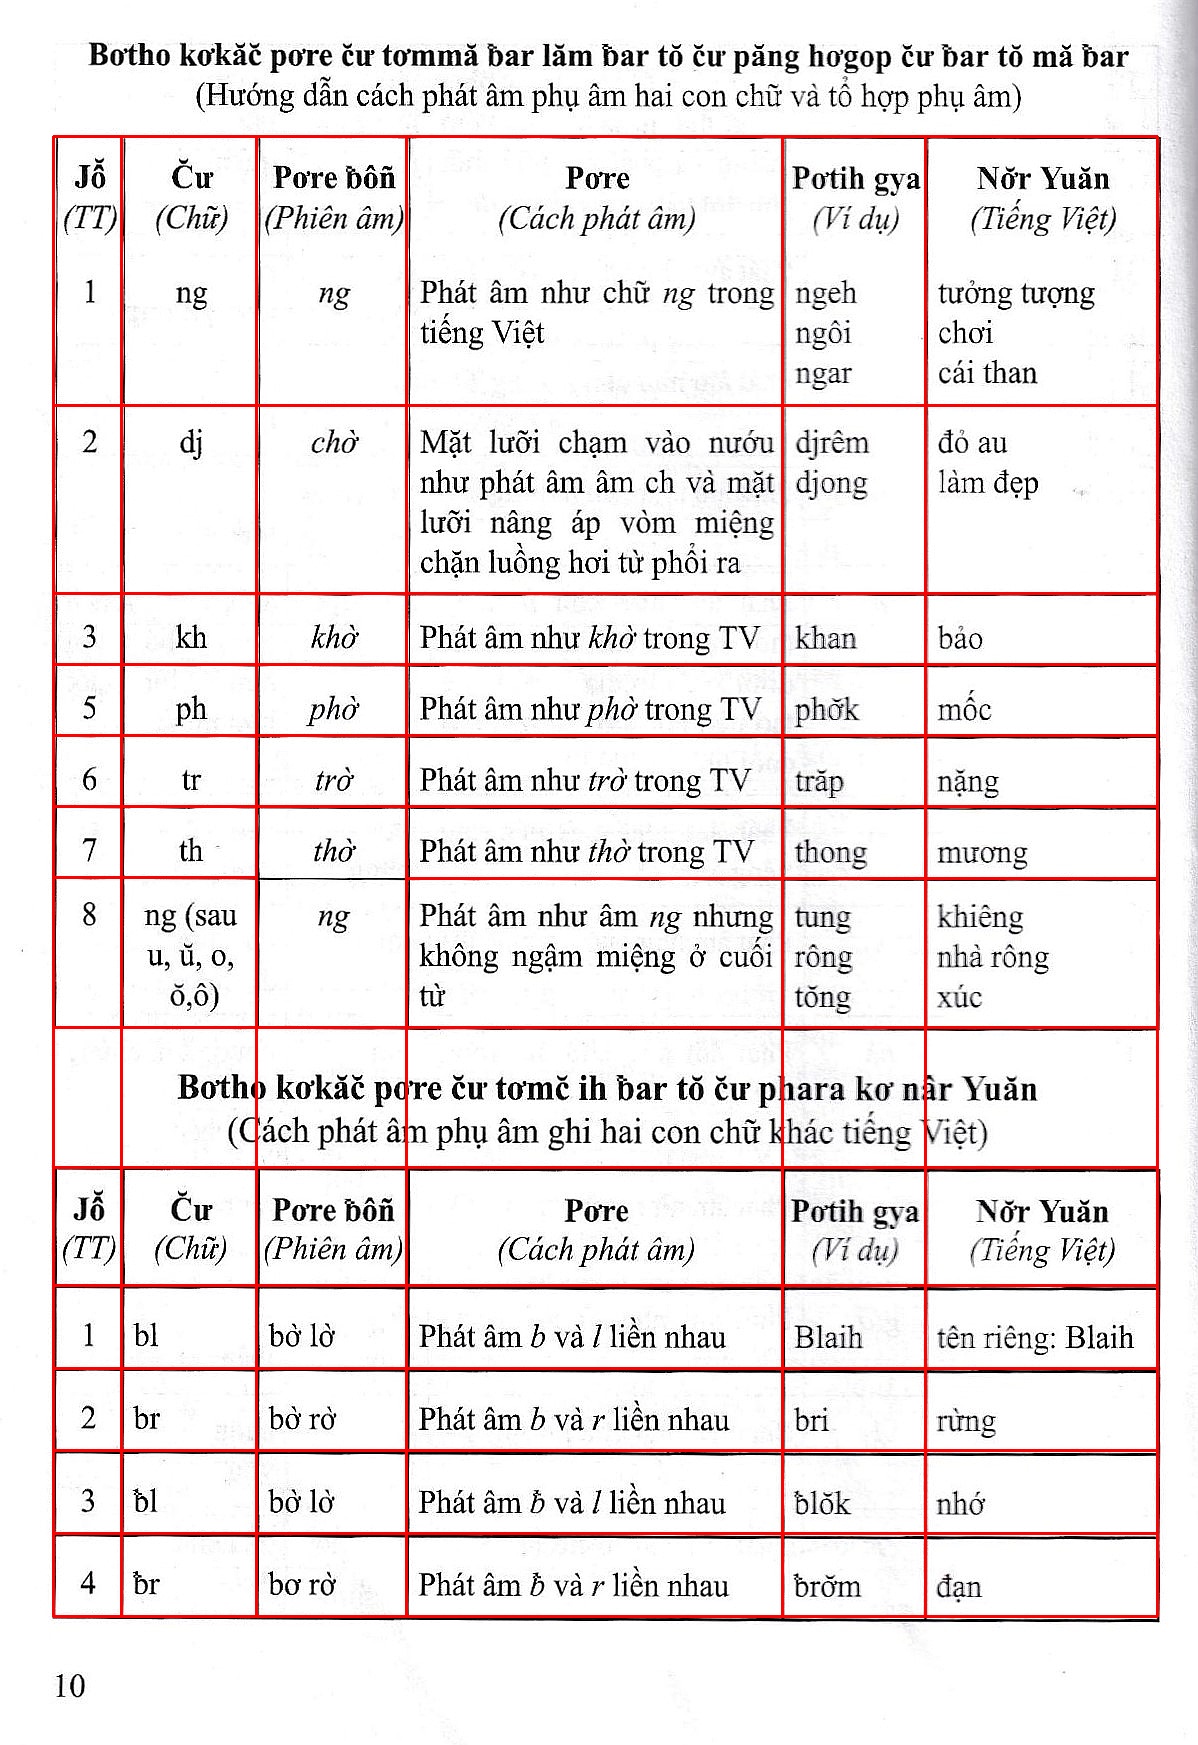 Bơtho kơkăč pơre čư tơmmă ƀar lăm ƀar tŏ čư păng hơgop čư ƀar tŏ mă ƀar
(Hướng dẫn cách phát âm phụ âm hai con chữ và tổ hợp phụ âm)
Jỗ Čư Pơre ƀôñ Pơre Pơtih gya Nỡr Yuăn
(TT) (Chữ) (Phiên âm) (Cách phát âm) (Ví dụ) (Tiếng Việt)
1 ng ng Phát âm như chữ ng trong ngeh tưởng tượng
tiếng Việt ngôi chơi
ngar cái than
2 dj chờ Mặt lưỡi chạm vào nướu djrêm đỏ au
như phát âm âm ch và mặt djong làm đẹp
lưỡi nâng áp vòm miệng
chặn luồng hơi từ phổi ra
3 kh khờ Phát âm như khờ trong TV khan bảo
5 ph phờ Phát âm như phờ trong TV phơ̆k mốc
6 tr trờ Phát âm như trờ trong TV trăp nặng
7 th thờ Phát âm như thờ trong TV thong mương
8 ng (sau ng Phát âm như âm ng nhưng tung khiêng
u, ŭ, o, không ngậm miệng ở cuối rông nhà rông
ŏ,ô) từ tŏng xúc
Bơtho kơkăč pơre čư tơmč ih ƀar tŏ čư phara kơ nâr Yuăn
(Cách phát âm phụ âm ghi hai con chữ khác tiếng Việt)
Jỗ Čư Pơre ƀôñ Pơre Pơtih gya Nỡr Yuăn
(TT) (Chữ) (Phiên âm) (Cách phát âm) (Ví dụ) (Tiếng Việt)
1 bl bờ lờ Phát âm b và l liền nhau Blaih tên riêng: Blaih
2 br bờ rờ Phát âm b và r liền nhau bri rừng
3 ƀl bờ lờ Phát âm ƀ và l liền nhau ƀlŏk nhớ
4 ƀr bơ rờ Phát âm ƀ và r liền nhau ƀrơ̆m đạn
10